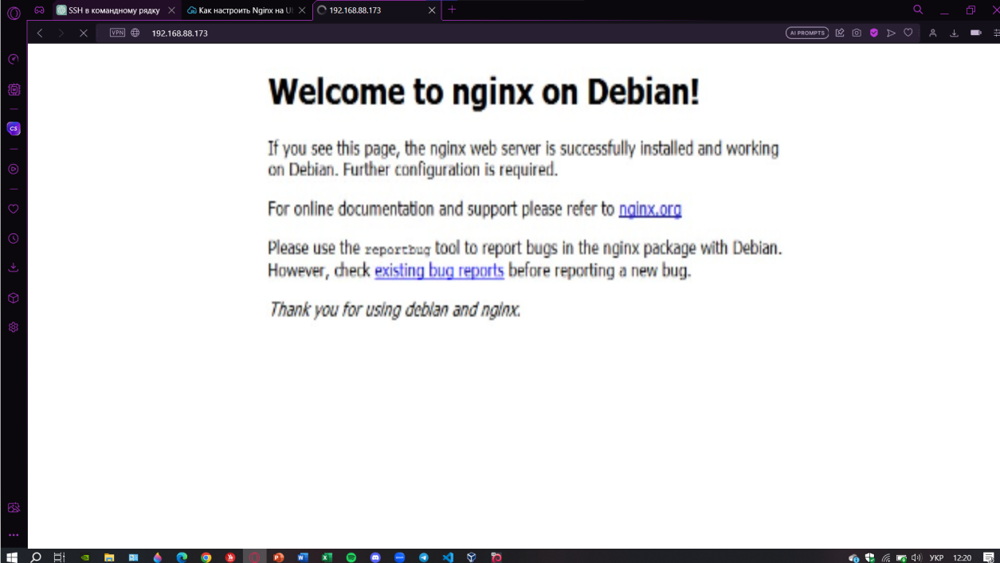 SSH в командному рядку
Как настроить Nginx на U
192.168.88.173
VPN
192.168.88.173
AI PROMPTS
CS
Welcome to nginx on Debian!
If you see this page, the nginx web server is successfully installed and working
on Debian. Further configuration is required.
For online documentation and support please refer to nginx.org
Please use the reportbug tool to report bugs in the nginx package with Debian.
However, check existing bug reports before reporting a new bug.
Thank you for using debian and nginx.
УКР
12:20